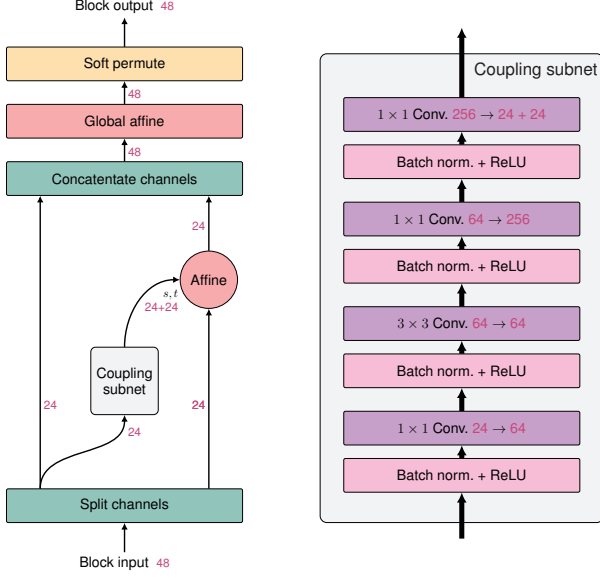 Block output 48
Soft permute
48
Global affine
48
Concatentate channels
24
Affine
s, t
24+24
Coupling
subnet
24
24
24
Split channels
Block input 48
Coupling subnet
1 × 1 Conv. 256 → 24 + 24
Batch norm. + ReLU
1 × 1 Conv. 64 → 256
Batch norm. + ReLU
3 × 3 Conv. 64 → 64
Batch norm. + ReLU
1 × 1 Conv. 24 → 64
Batch norm. + ReLU